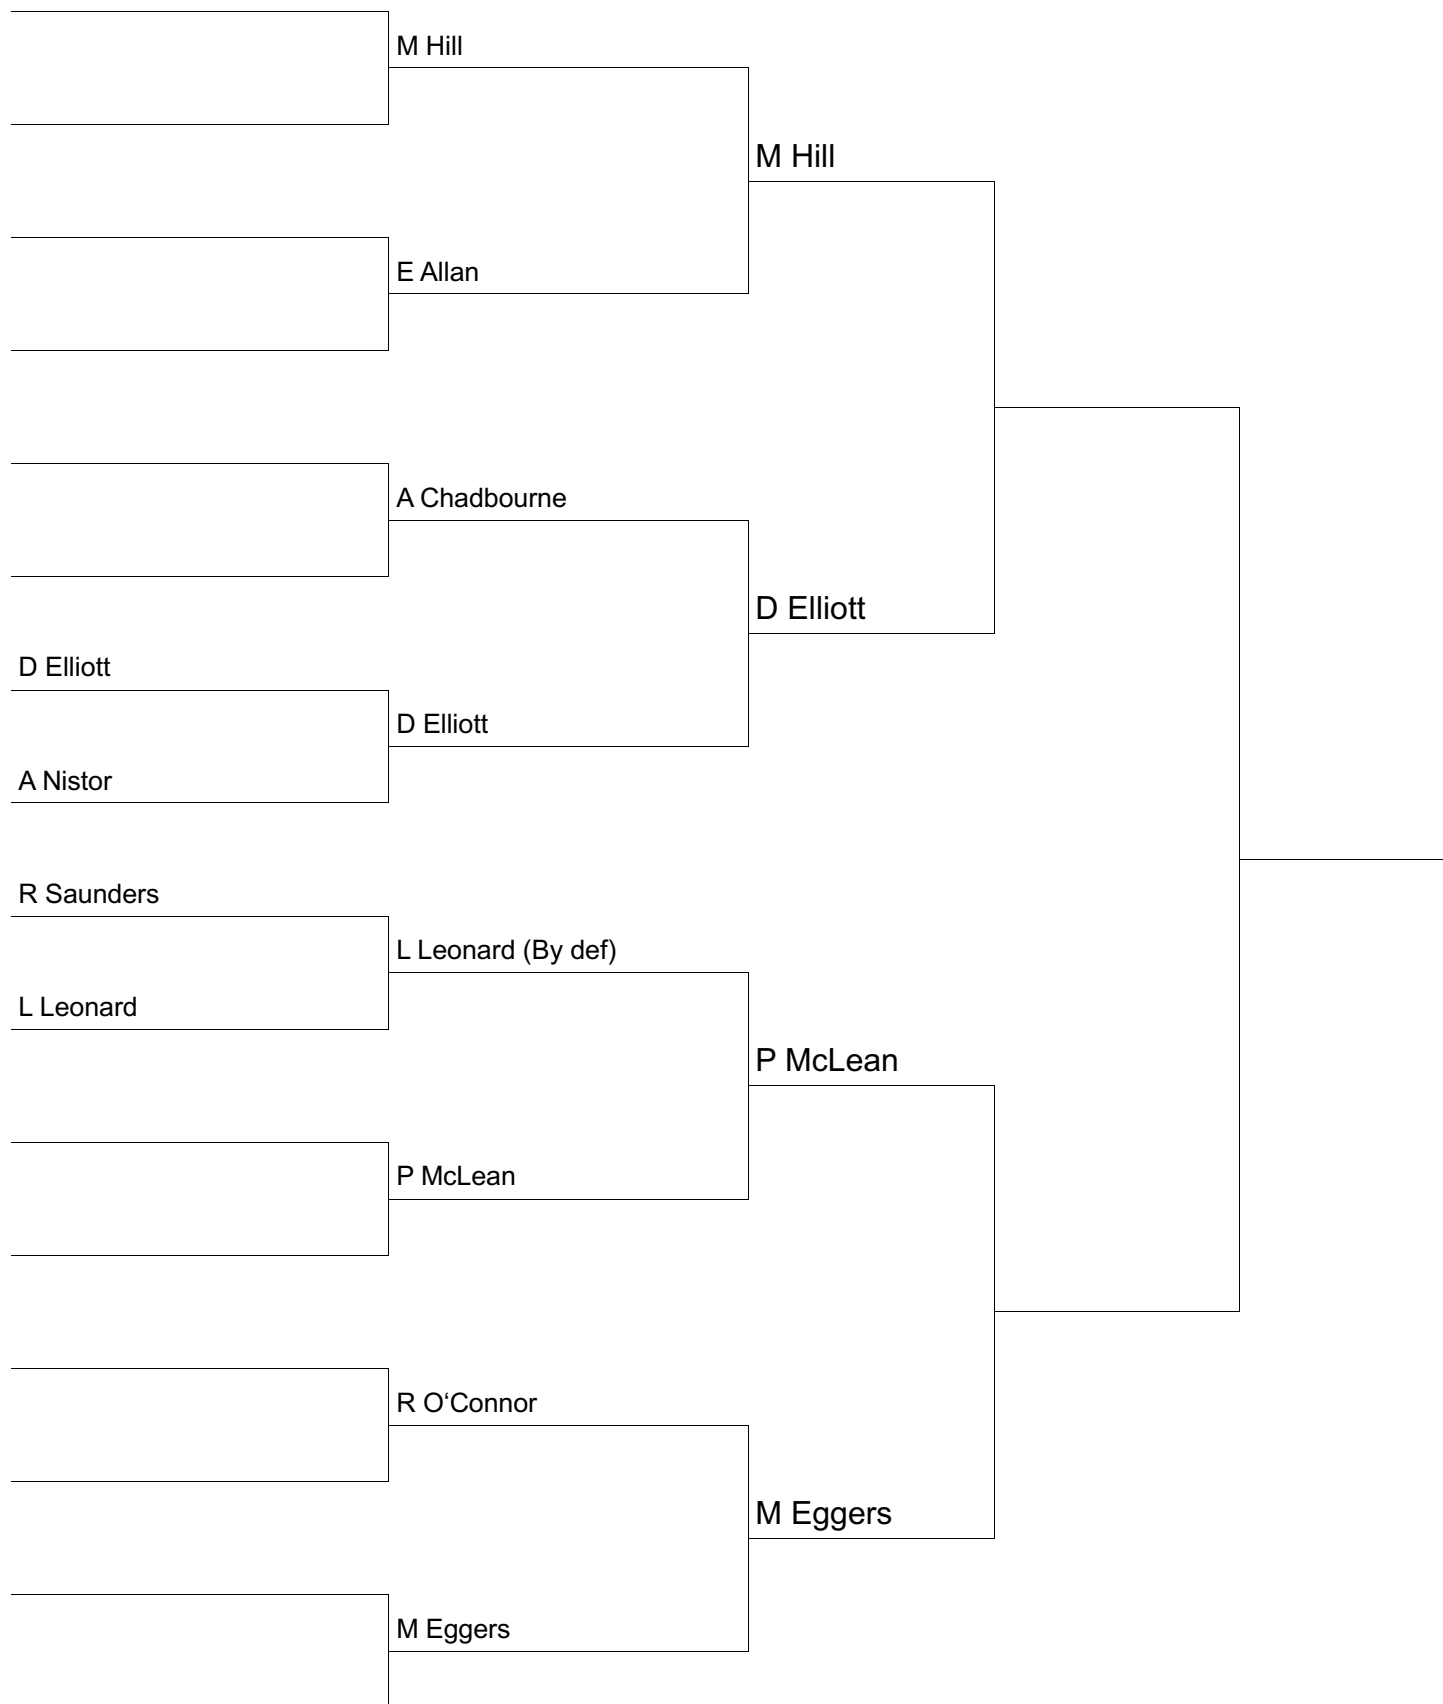 M Hill
M Hill
E Allan
A Chadbourne
D Elliott
D Elliott
D Elliott
A Nistor
R Saunders
L Leonard (By def)
L Leonard
P McLean
P McLean
R O‘Connor
M Eggers
M Eggers